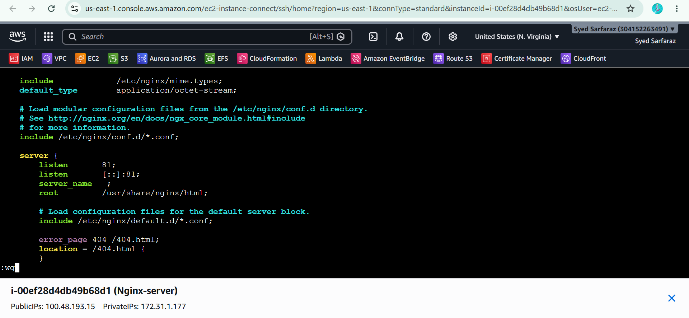 us-east-1.console.aws.amazon.com/ec2-instance-connect/ssh/home?region=us-east-1&connType=standard&instanceId=i-00ef28d4db49b68d1&osUser=ec2-...
aws
Search
[Alt+S]
United States (N. Virginia)
Syed Sarfaraz (504152263491)
Syed Sarfaraz
IAM VPC EC2 S3 Aurora and RDS EFS CloudFormation Lambda Amazon EventBridge Route 53 Certificate Manager CloudFront
include /etc/nginx/mime.types;
default_type application/octet-stream;
# Load modular configuration files from the /etc/nginx/conf.d directory.
# See http://nginx.org/en/docs/ngx_core_module.html#include
# for more information.
include /etc/nginx/conf.d/*.conf;
server {
listen 81;
listen [::]:81;
server_name _;
root /usr/share/nginx/html;
# Load configuration files for the default server block.
include /etc/nginx/default.d/*.conf;
error_page 404 /404.html;
location = /404.html {
}
:wq
i-00ef28d4db49b68d1 (Nginx-server)
PublicIPs: 100.48.193.15 PrivateIPs: 172.31.1.177